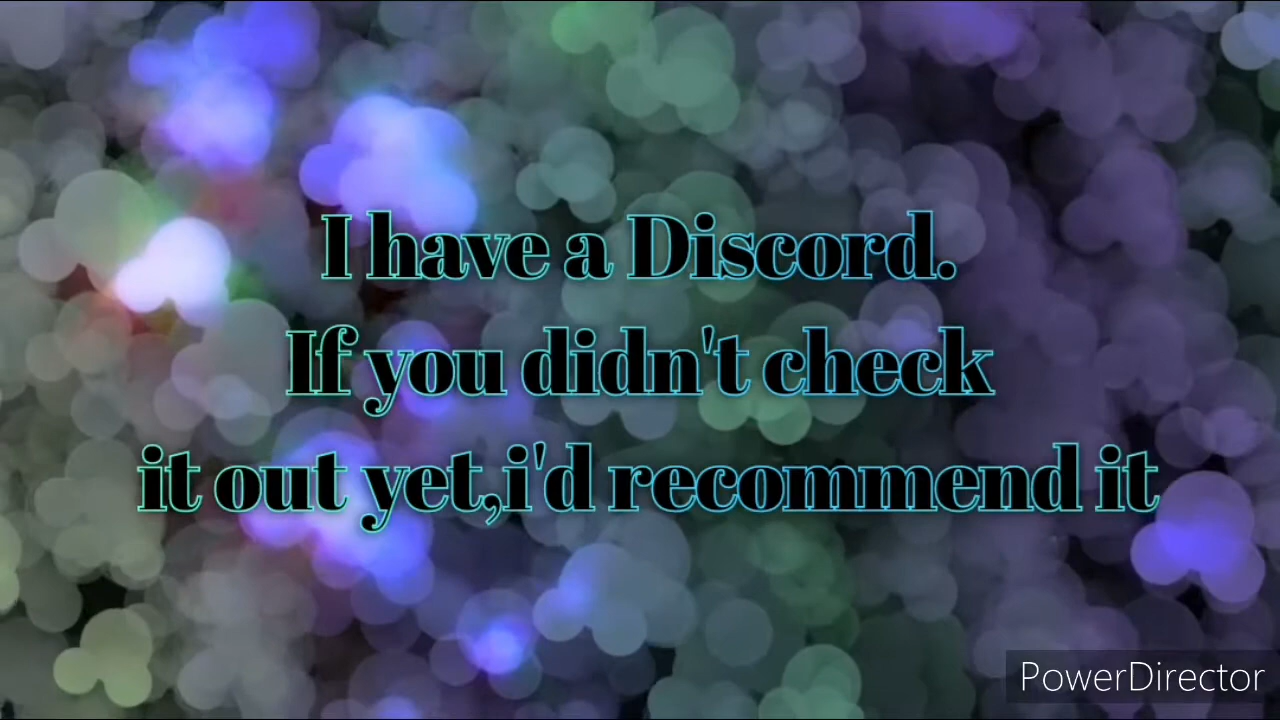 I have a Discord.
If you didn't check
it out yet,i'd recommend it
PowerDirector